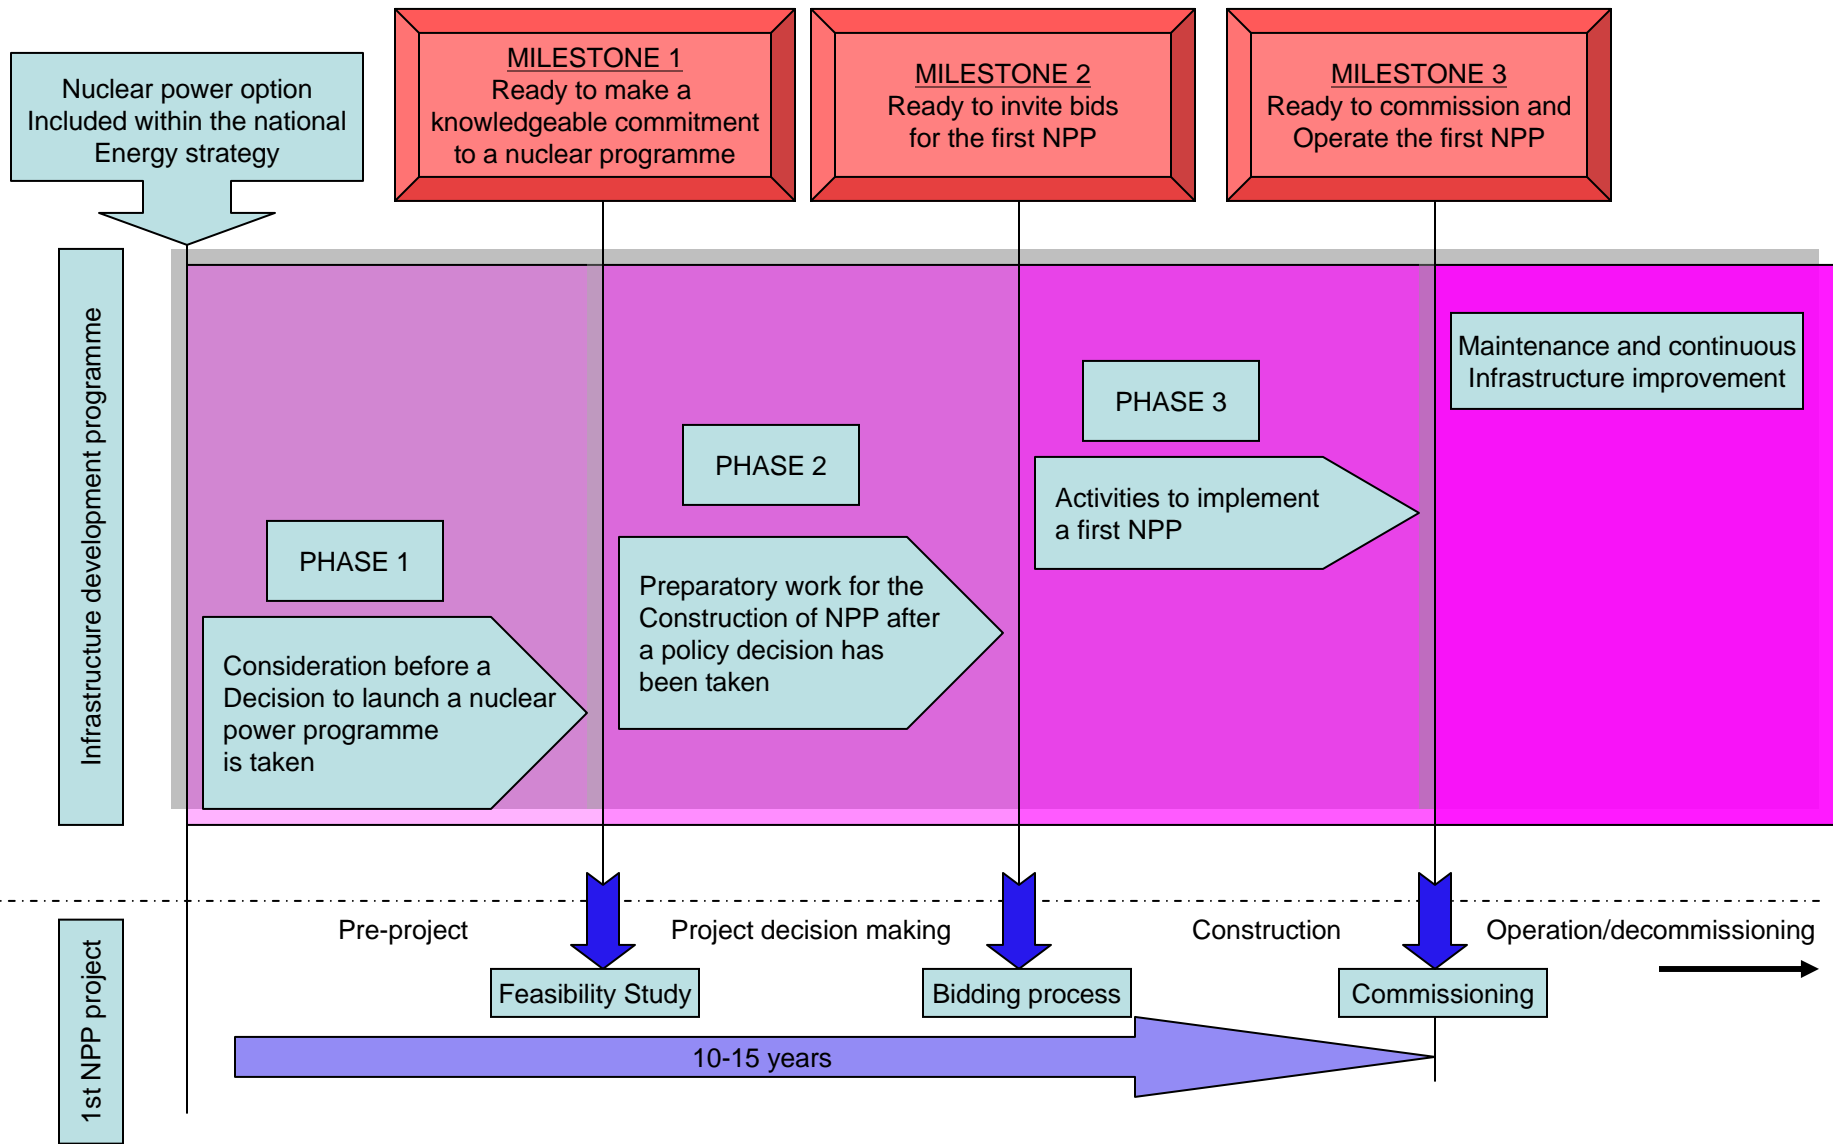 Nuclear power option
Included within the national
Energy strategy
MILESTONE 1
Ready to make a
knowledgeable commitment
to a nuclear programme
MILESTONE 2
Ready to invite bids
for the first NPP
MILESTONE 3
Ready to commission and
Operate the first NPP
Infrastructure development programme
PHASE 1
Consideration before a
Decision to launch a nuclear
power programme
is taken
PHASE 2
Preparatory work for the
Construction of NPP after
a policy decision has
been taken
PHASE 3
Activities to implement
a first NPP
Maintenance and continuous
Infrastructure improvement
1st NPP project
Pre-project
Project decision making
Construction
Operation/decommissioning
Feasibility Study
Bidding process
Commissioning
10-15 years